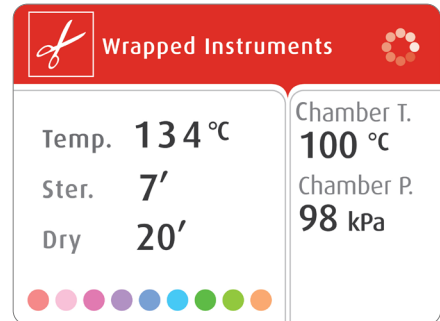 Wrapped Instruments
Temp. 134 °C
Ster. 7′
Dry 20′
Chamber T.
100 °C
Chamber P.
98 kPa